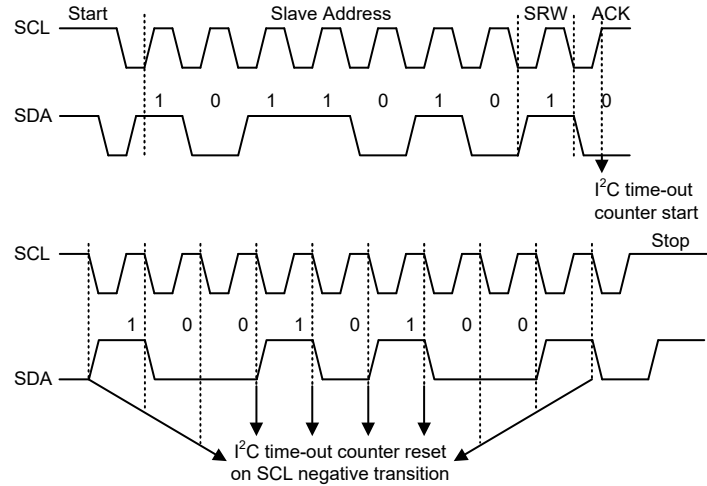 Start Slave Address SRW ACK
SCL
1 0 1 1 0 1 0 1 0
SDA
I²C time-out
counter start
Stop
SCL
1 0 0 1 0 1 0 0
SDA
I²C time-out counter reset
on SCL negative transition